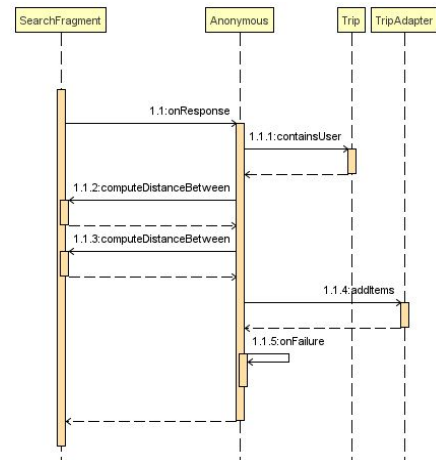 SearchFragment Anonymous Trip TripAdapter
1.1:onResponse
1.1.1:containsUser
1.1.2:computeDistanceBetween
1.1.3:computeDistanceBetween
1.1.4:addItems
1.1.5:onFailure